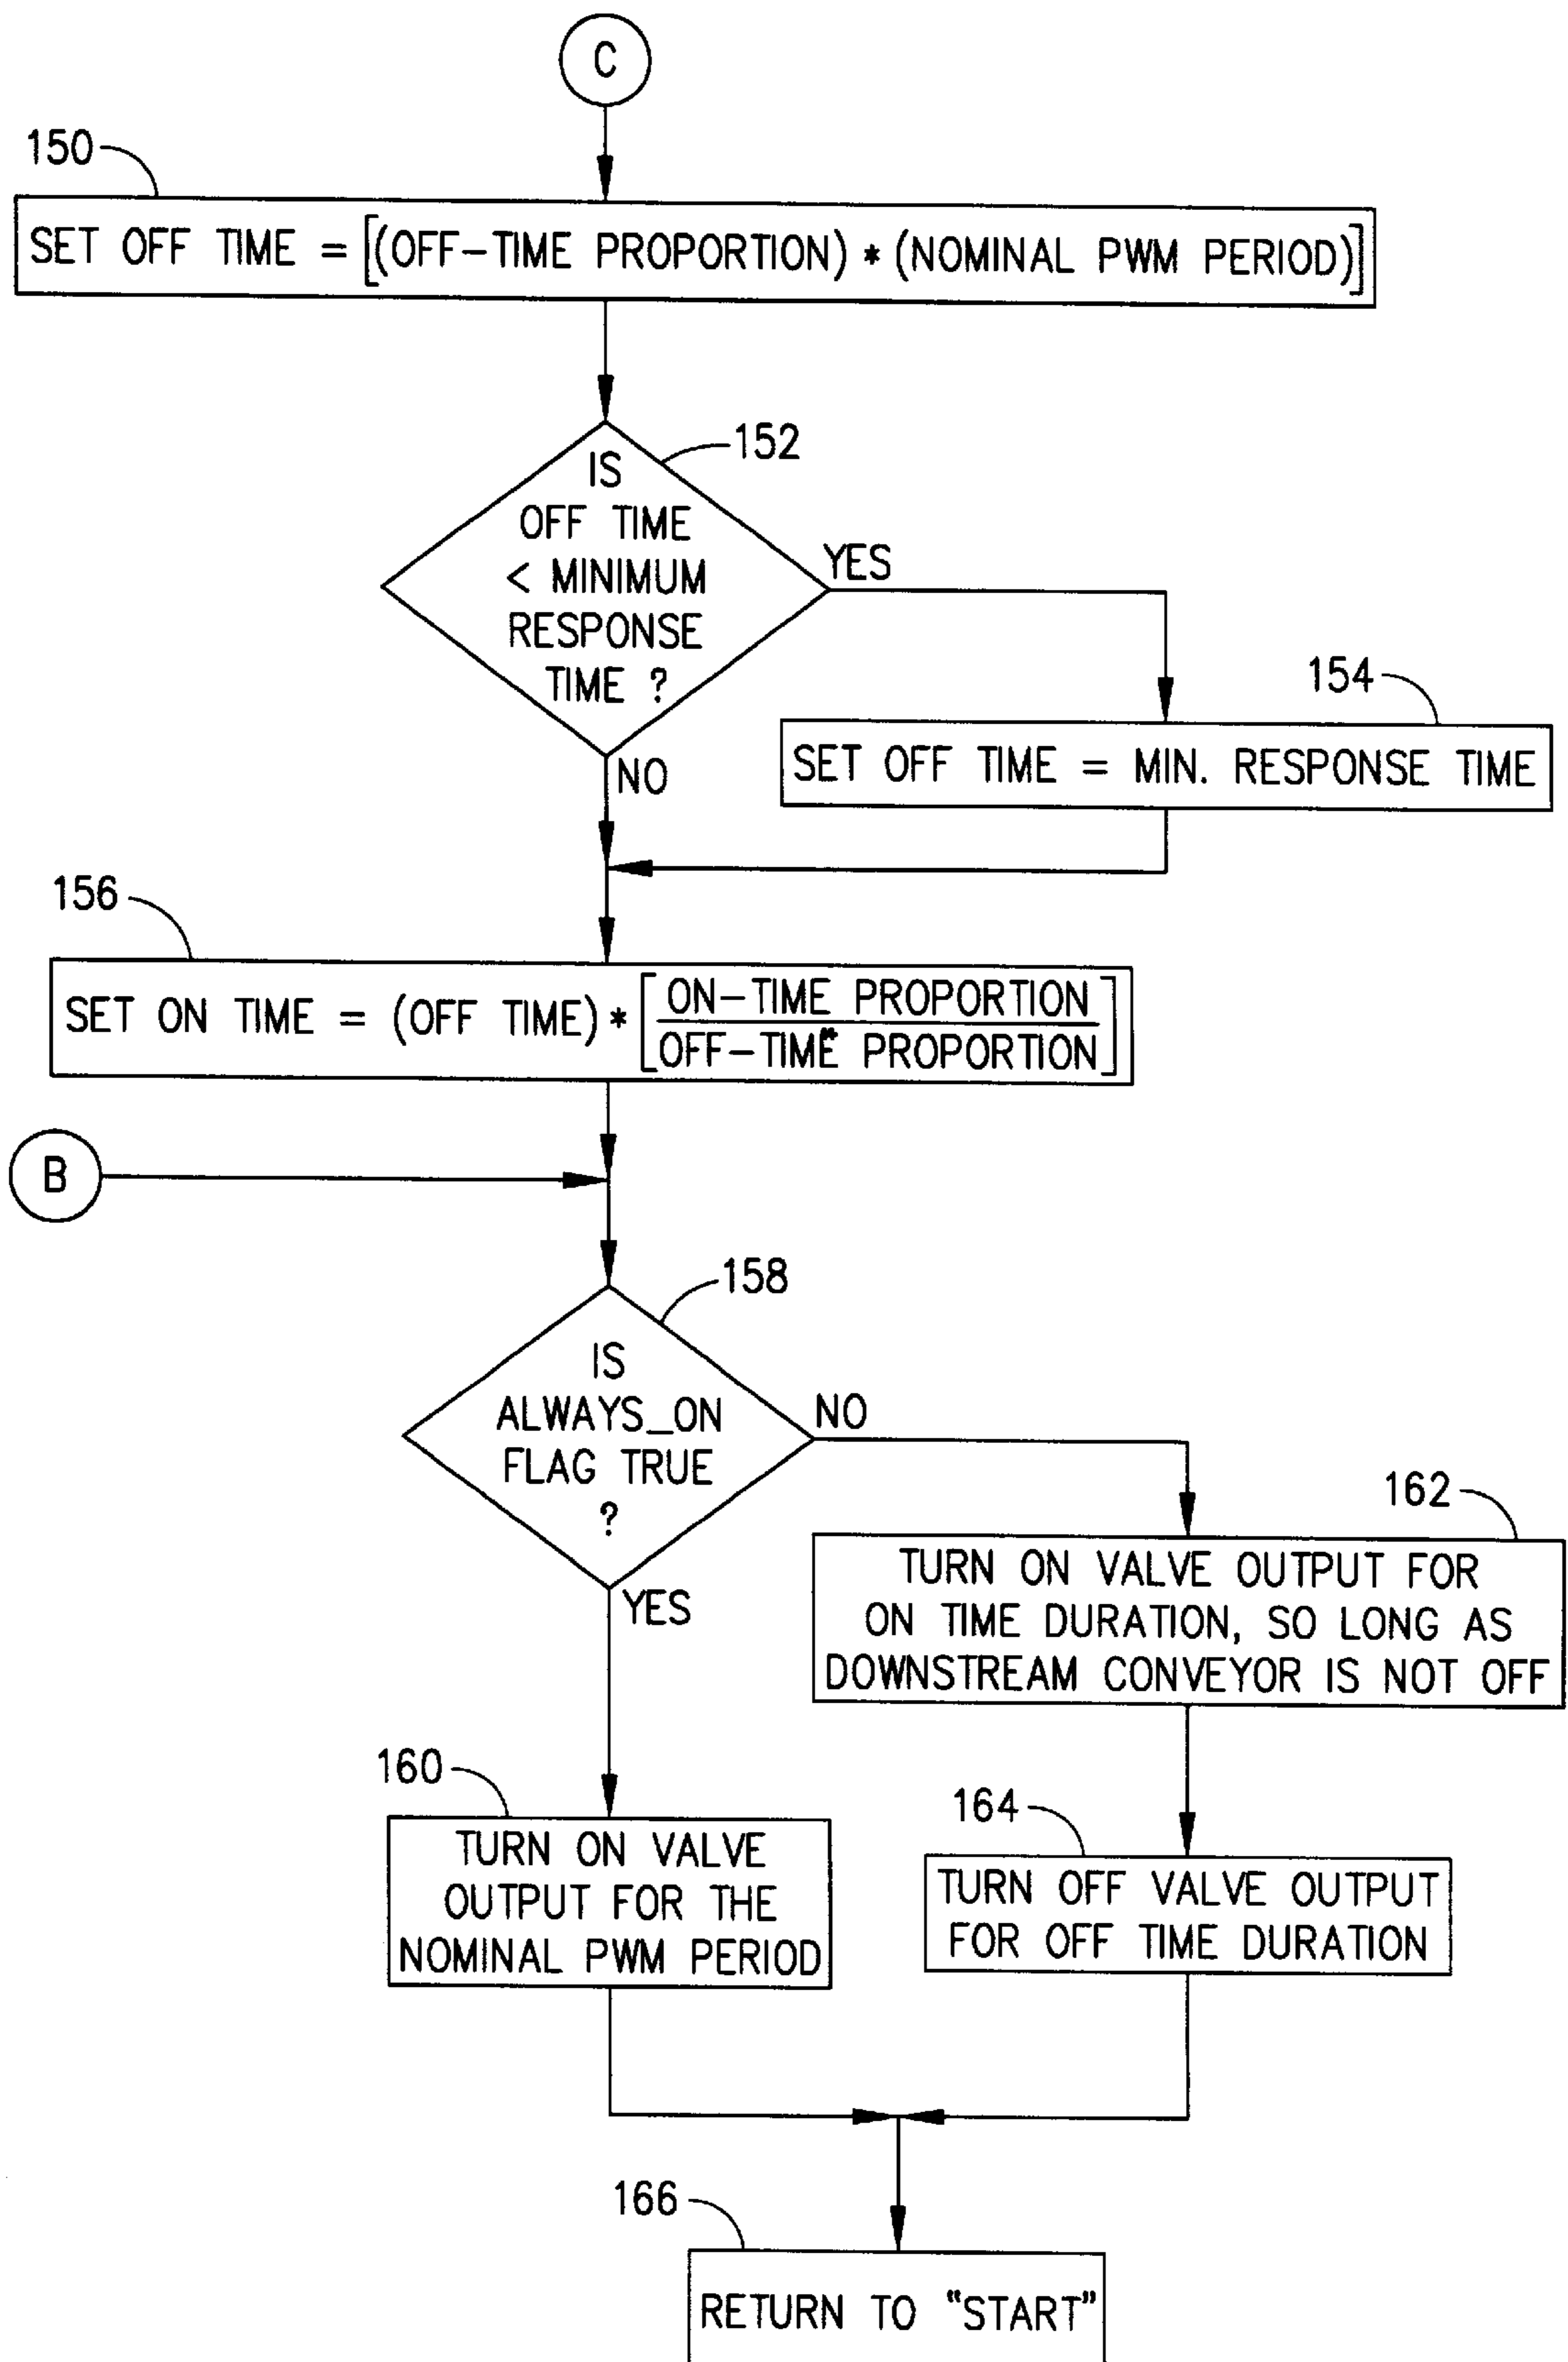 C
150
SET OFF TIME = [(OFF-TIME PROPORTION) * (NOMINAL PWM PERIOD)]
152
IS
OFF TIME
< MINIMUM
RESPONSE
TIME ?
YES
NO
154
SET OFF TIME = MIN. RESPONSE TIME
156
SET ON TIME = (OFF TIME) * [ON-TIME PROPORTION
OFF-TIME PROPORTION]
B
158
IS
ALWAYS_ON
FLAG TRUE
?
NO
YES
162
TURN ON VALVE OUTPUT FOR
ON TIME DURATION, SO LONG AS
DOWNSTREAM CONVEYOR IS NOT OFF
160
TURN ON VALVE
OUTPUT FOR THE
NOMINAL PWM PERIOD
164
TURN OFF VALVE OUTPUT
FOR OFF TIME DURATION
166
RETURN TO "START"